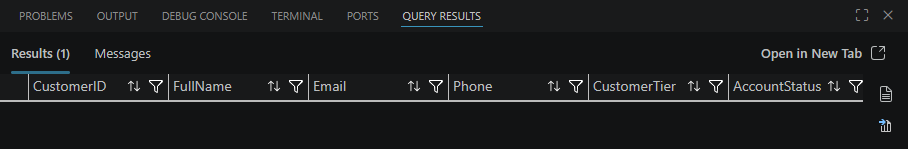 PROBLEMS OUTPUT DEBUG CONSOLE TERMINAL PORTS QUERY RESULTS
Results (1) Messages Open in New Tab
CustomerID FullName Email Phone CustomerTier AccountStatus